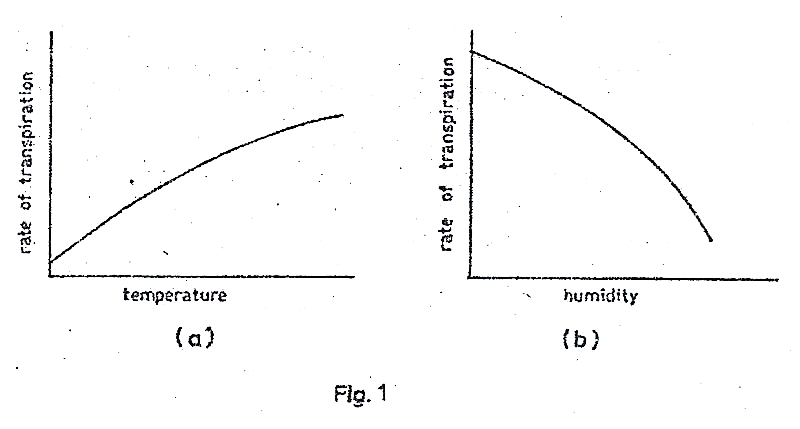 rate of transpiration
temperature
(a)
rate of transpiration
humidity
(b)
Fig. 1